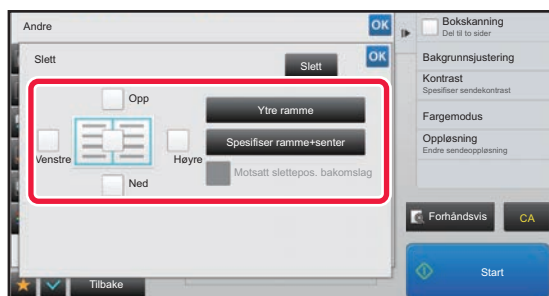 Andre
OK
Slett
Slett
OK
Opp
Venstre
Høyre
Ned
Ytre ramme
Spesifiser ramme+senter
Motsatt slettepos. bakomslag
Tilbake
Bokskanning
Del til to sider
Bakgrunnsjustering
Kontrast
Spesifiser sendekontrast
Fargemodus
Oppløsning
Endre sendeoppløsning
Forhåndsvis
CA
Start